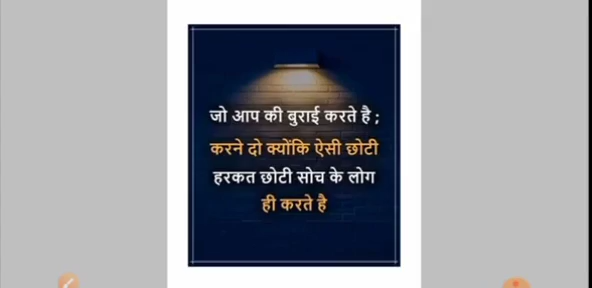 जो आप की बुराई करते है ;
करने दो क्योंकि ऐसी छोटी
हरकत छोटी सोच के लोग
ही करते है